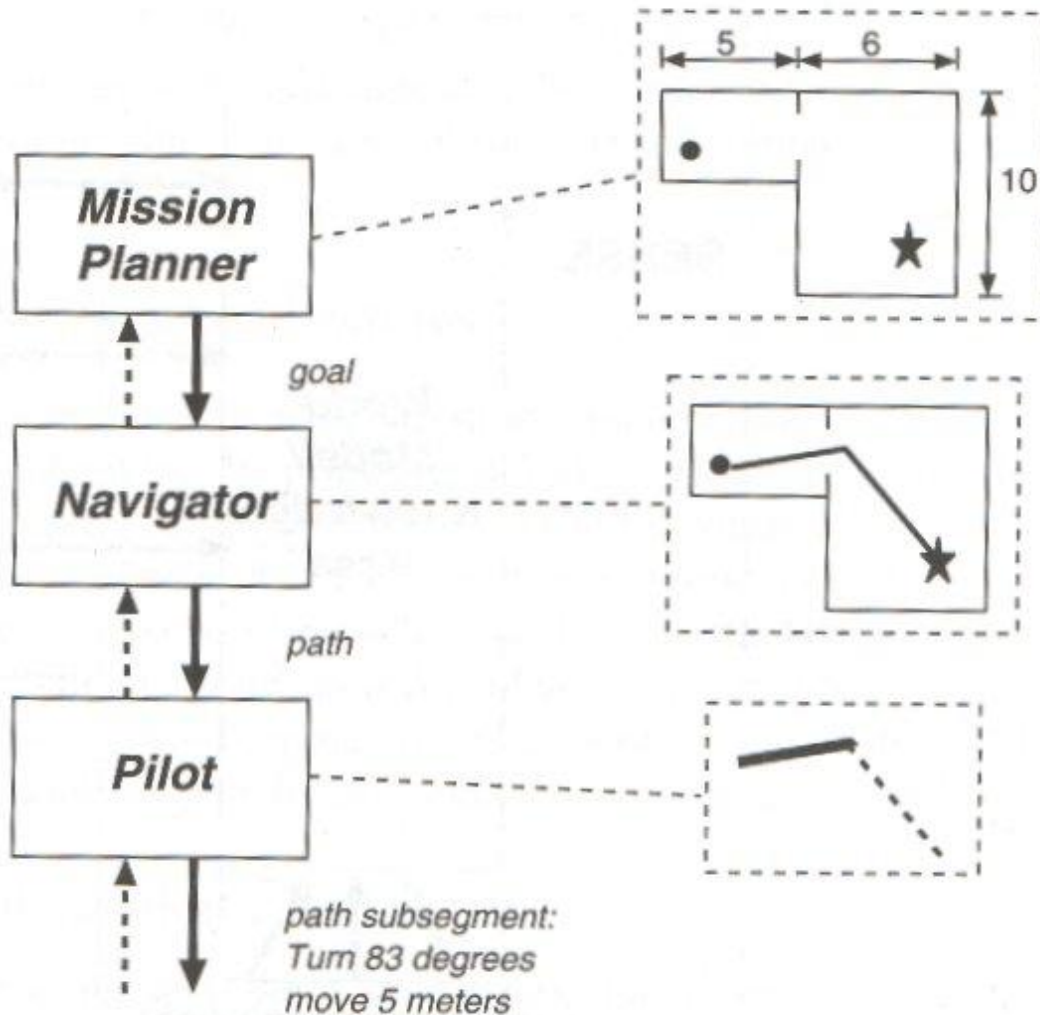 5
6
10
Mission
Planner
goal
Navigator
path
Pilot
path subsegment:
Turn 83 degrees
move 5 meters